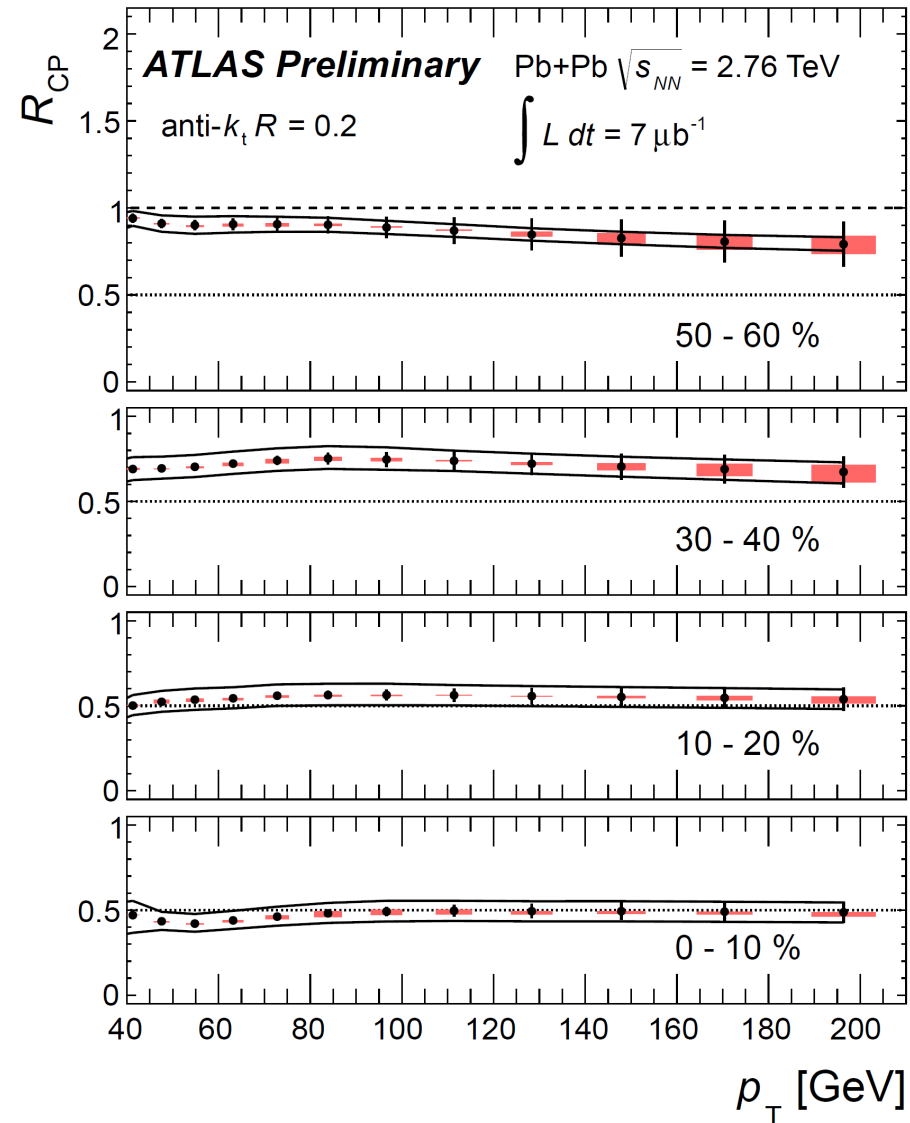 2
ATLAS Preliminary Pb+Pb √s_NN = 2.76 TeV
R_CP
1.5
anti-k_t R = 0.2 ∫ L dt = 7 μb⁻¹
1
0.5
50 - 60 %
0
1
0.5
30 - 40 %
0
1
0.5
10 - 20 %
0
1
0.5
0 - 10 %
0
40 60 80 100 120 140 160 180 200
p_T [GeV]